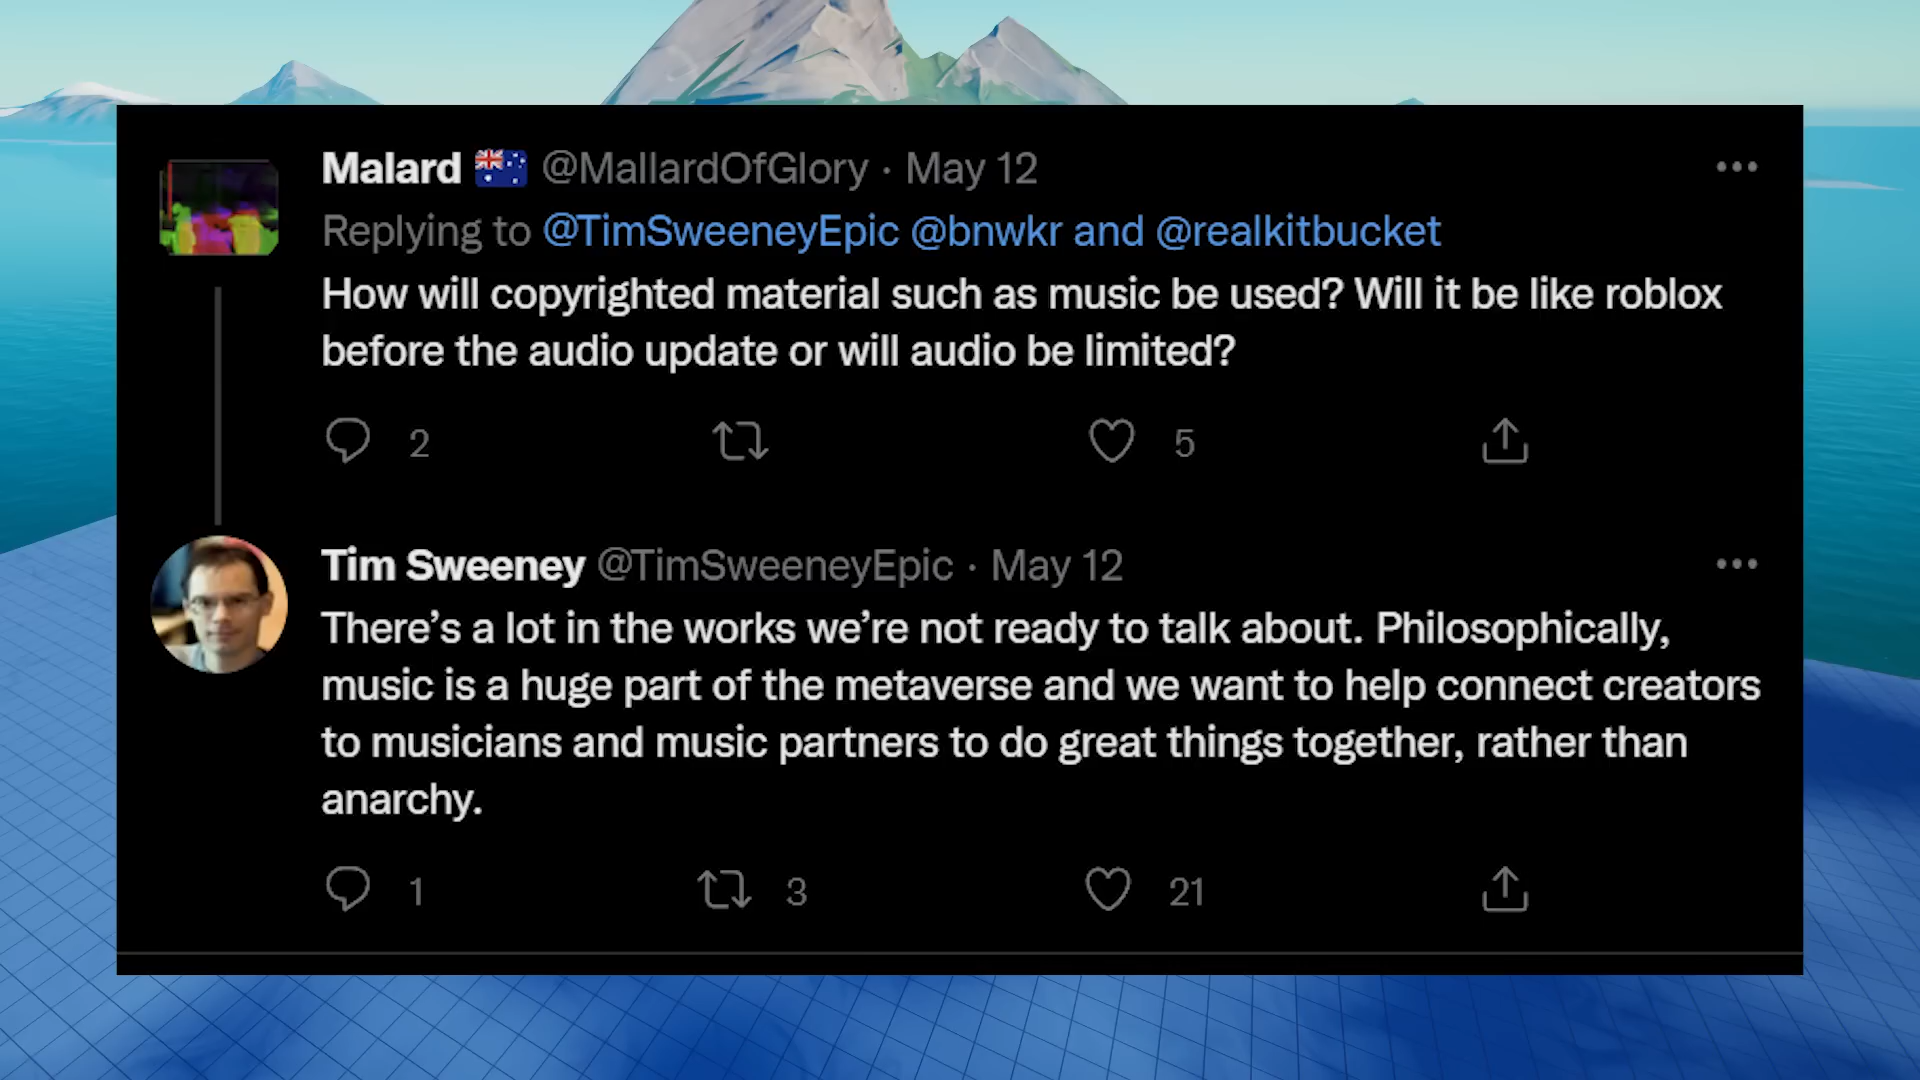 Malard 🇦🇺 @MallardOfGlory · May 12
Replying to @TimSweeneyEpic @bnwkr and @realkitbucket
How will copyrighted material such as music be used? Will it be like roblox
before the audio update or will audio be limited?
2 5
Tim Sweeney @TimSweeneyEpic · May 12
There’s a lot in the works we’re not ready to talk about. Philosophically,
music is a huge part of the metaverse and we want to help connect creators
to musicians and music partners to do great things together, rather than
anarchy.
1 3 21